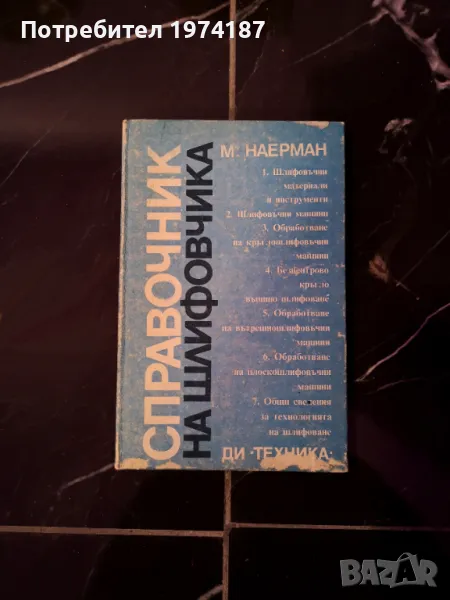 Потребител * 1974187
СПРАВОЧНИК
НА ШЛИФОВЧИКА
М. НАЕРМАН
1. Шлифовъчни
материали
и инструменти
2. Шлифовъчни машини
3. Обработване
на кръглошлифовъчни
машини
4. Безцентрово
кръгло
външно шлифоване
5. Обработване
на вътрешношлифовъчни
машини
6. Обработване
на плоскошлифовъчни
машини
7. Общи сведения
за технологията
на шлифоване
ДИ •ТЕХНИКА•
BAZAR